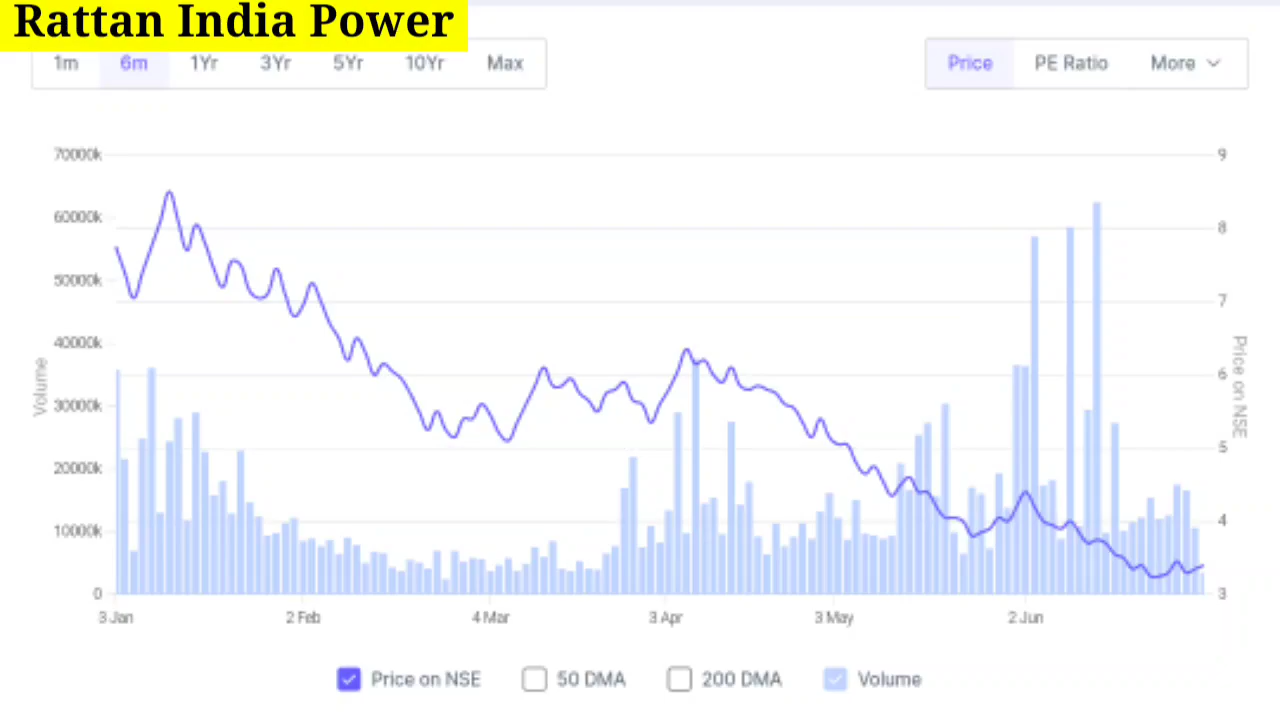 Rattan India Power
1m 6m 1Yr 3Yr 5Yr 10Yr Max Price PE Ratio More
70000k 9
60000k
8
50000k
7
40000k
6
30000k
5
20000k
4
10000k
0 3
Volume
Price on NSE
3 Jan 2 Feb 4 Mar 3 Apr 3 May 2 Jun
Price on NSE 50 DMA 200 DMA Volume